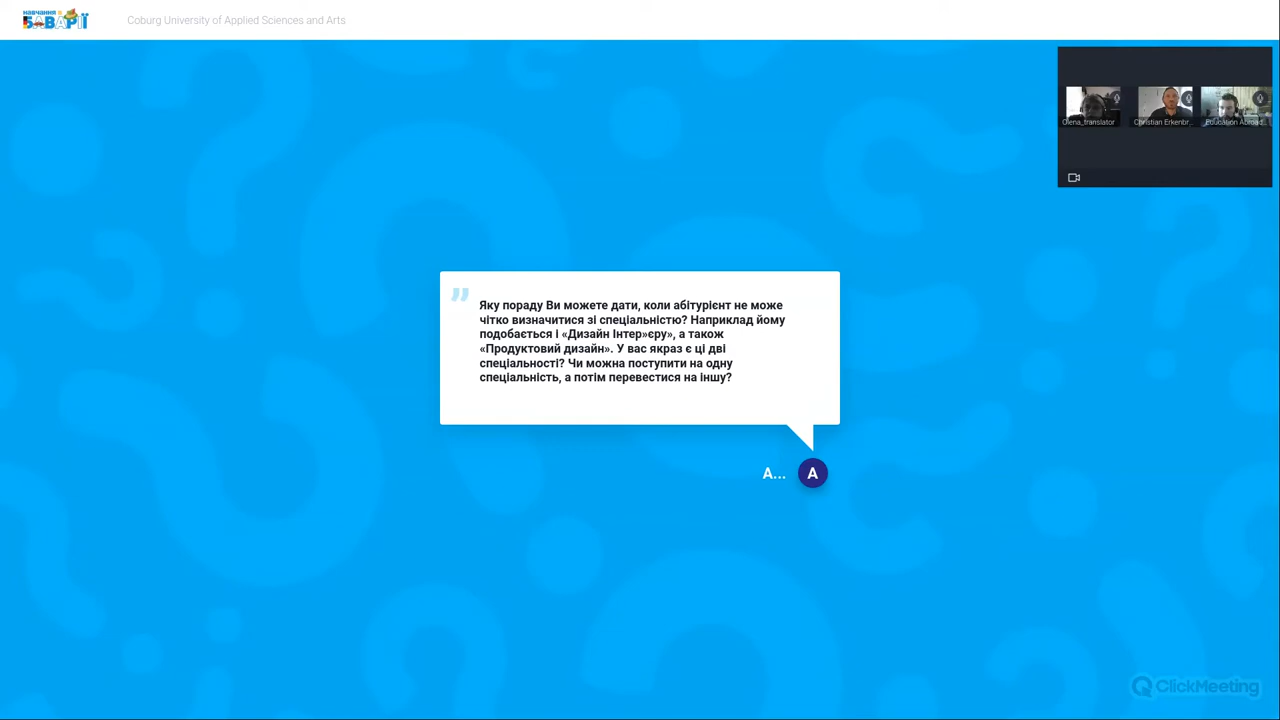 навчання в
БАВАРІЇ
Coburg University of Applied Sciences and Arts
Olena_translator
Christian Erkenbr...
Education Abroad...
Яку пораду Ви можете дати, коли абітурієнт не може
чітко визначитися зі спеціальністю? Наприклад йому
подобається і «Дизайн Інтер»єру», а також
«Продуктовий дизайн». У вас якраз є ці дві
спеціальності? Чи можна поступити на одну
спеціальність, а потім перевестися на іншу?
A...
A
ClickMeeting